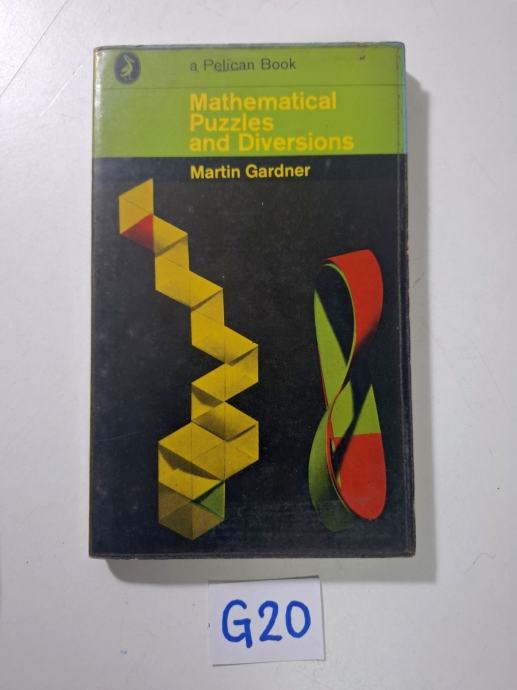 a Pelican Book
Mathematical
Puzzles
and Diversions
Martin Gardner
G20